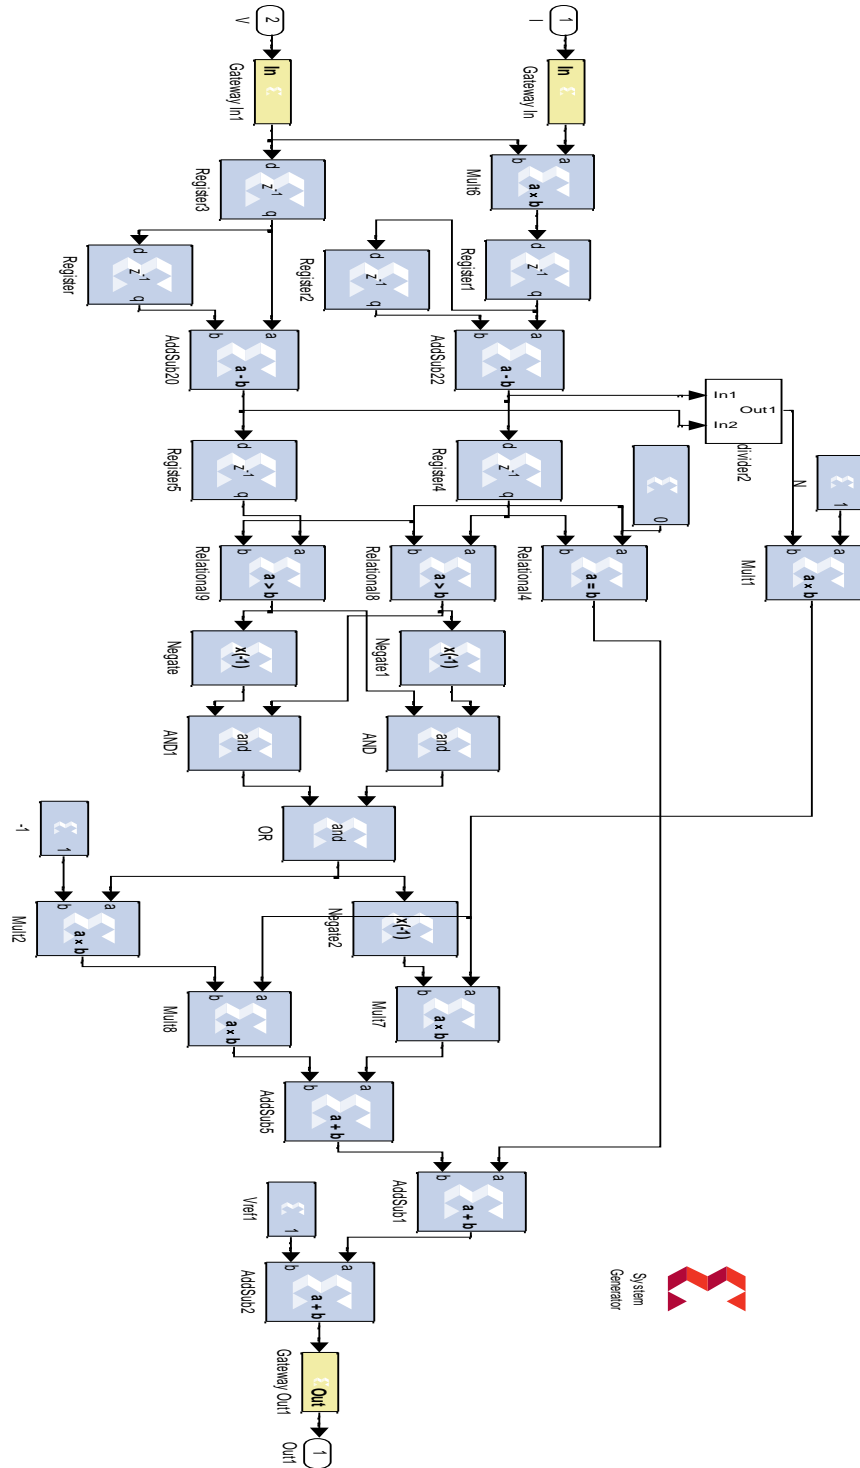 2
V
1
I
In
Gateway In1
In
Gateway In
d
z⁻¹
q
Register3
a
b
a x b
Mult6
d
z⁻¹
q
Register
d
z⁻¹
q
Register2
d
z⁻¹
q
Register1
a
b
a - b
AddSub20
a
b
a - b
AddSub22
In1
In2
Out1
divider2
N
d
z⁻¹
q
Register5
d
z⁻¹
q
Register4
0
1
a
b
a > b
Relational9
a
b
a > b
Relational8
a
b
a = b
Relational4
a
b
a x b
Mult1
x(-1)
Negate
x(-1)
Negate1
and
AND1
and
AND
and
OR
1
-1
a
b
a x b
Mult2
x(-1)
Negate2
a
b
a x b
Mult8
a
b
a x b
Mult7
a
b
a + b
AddSub5
a
b
a + b
AddSub1
1
Vref1
a
b
a + b
AddSub2
Out
Gateway Out1
1
Out1
System
Generator